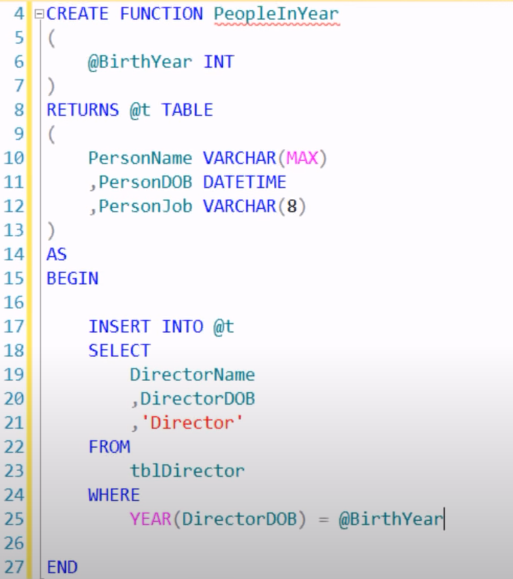 4 CREATE FUNCTION PeopleInYear
5 (
6 @BirthYear INT
7 )
8 RETURNS @t TABLE
9 (
10 PersonName VARCHAR(MAX)
11 ,PersonDOB DATETIME
12 ,PersonJob VARCHAR(8)
13 )
14 AS
15 BEGIN
16
17 INSERT INTO @t
18 SELECT
19 DirectorName
20 ,DirectorDOB
21 ,'Director'
22 FROM
23 tblDirector
24 WHERE
25 YEAR(DirectorDOB) = @BirthYear
26
27 END